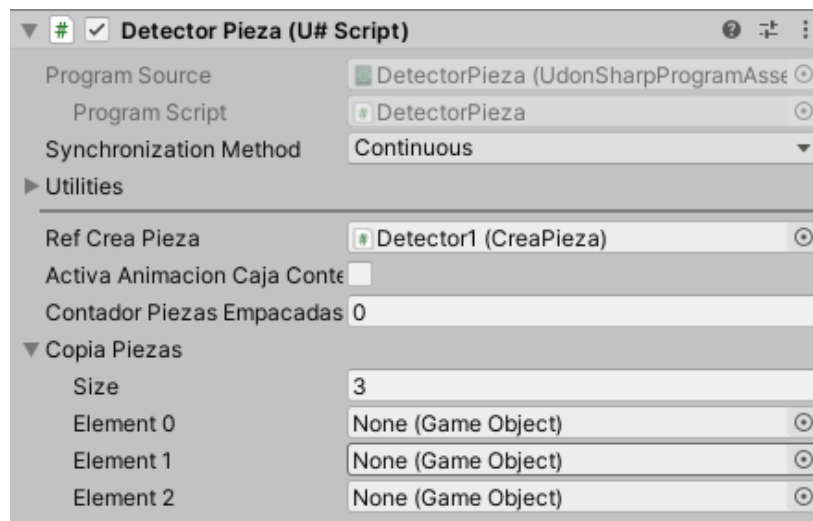 # Detector Pieza (U# Script)
Program Source DetectorPieza (UdonSharpProgramAsse
Program Script # DetectorPieza
Synchronization Method Continuous
Utilities
Ref Crea Pieza # Detector1 (CreaPieza)
Activa Animacion Caja Conte
Contador Piezas Empacadas 0
Copia Piezas
Size 3
Element 0 None (Game Object)
Element 1 None (Game Object)
Element 2 None (Game Object)